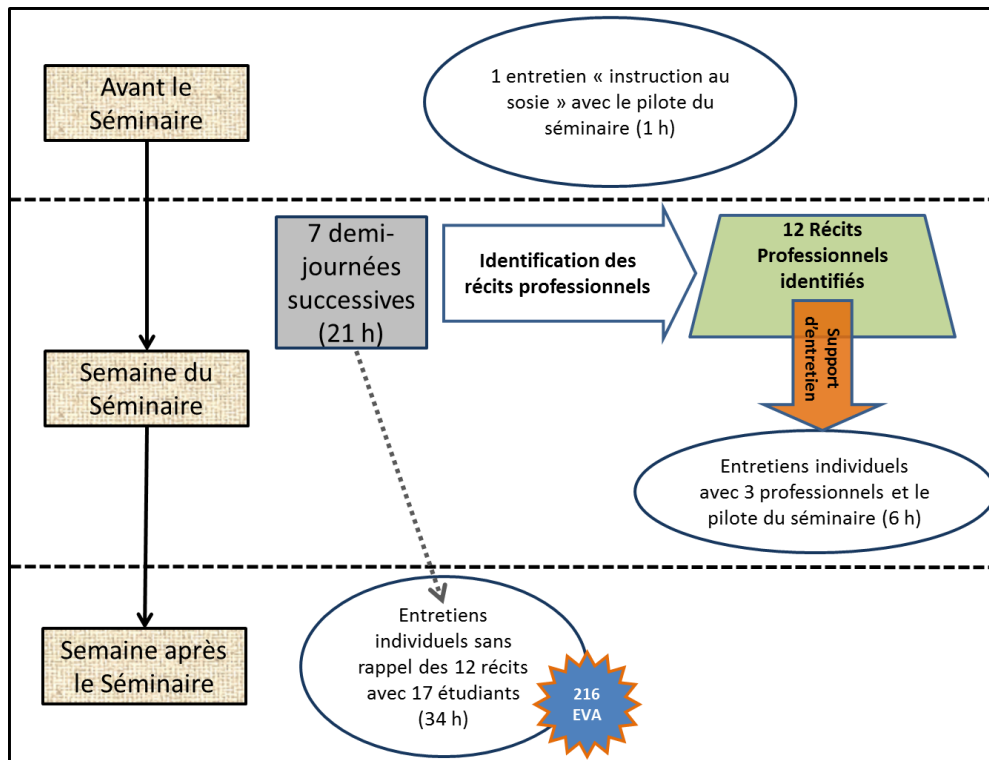 Avant le
Séminaire
1 entretien « instruction au
sosie » avec le pilote du
séminaire (1 h)
7 demi-
journées
successives
(21 h)
Identification des
récits professionnels
12 Récits
Professionnels
identifiés
Support
d'entretien
Semaine du
Séminaire
Entretiens individuels
avec 3 professionnels et le
pilote du séminaire (6 h)
Semaine après
le Séminaire
Entretiens
individuels sans
rappel des 12 récits
avec 17 étudiants
(34 h)
216
EVA